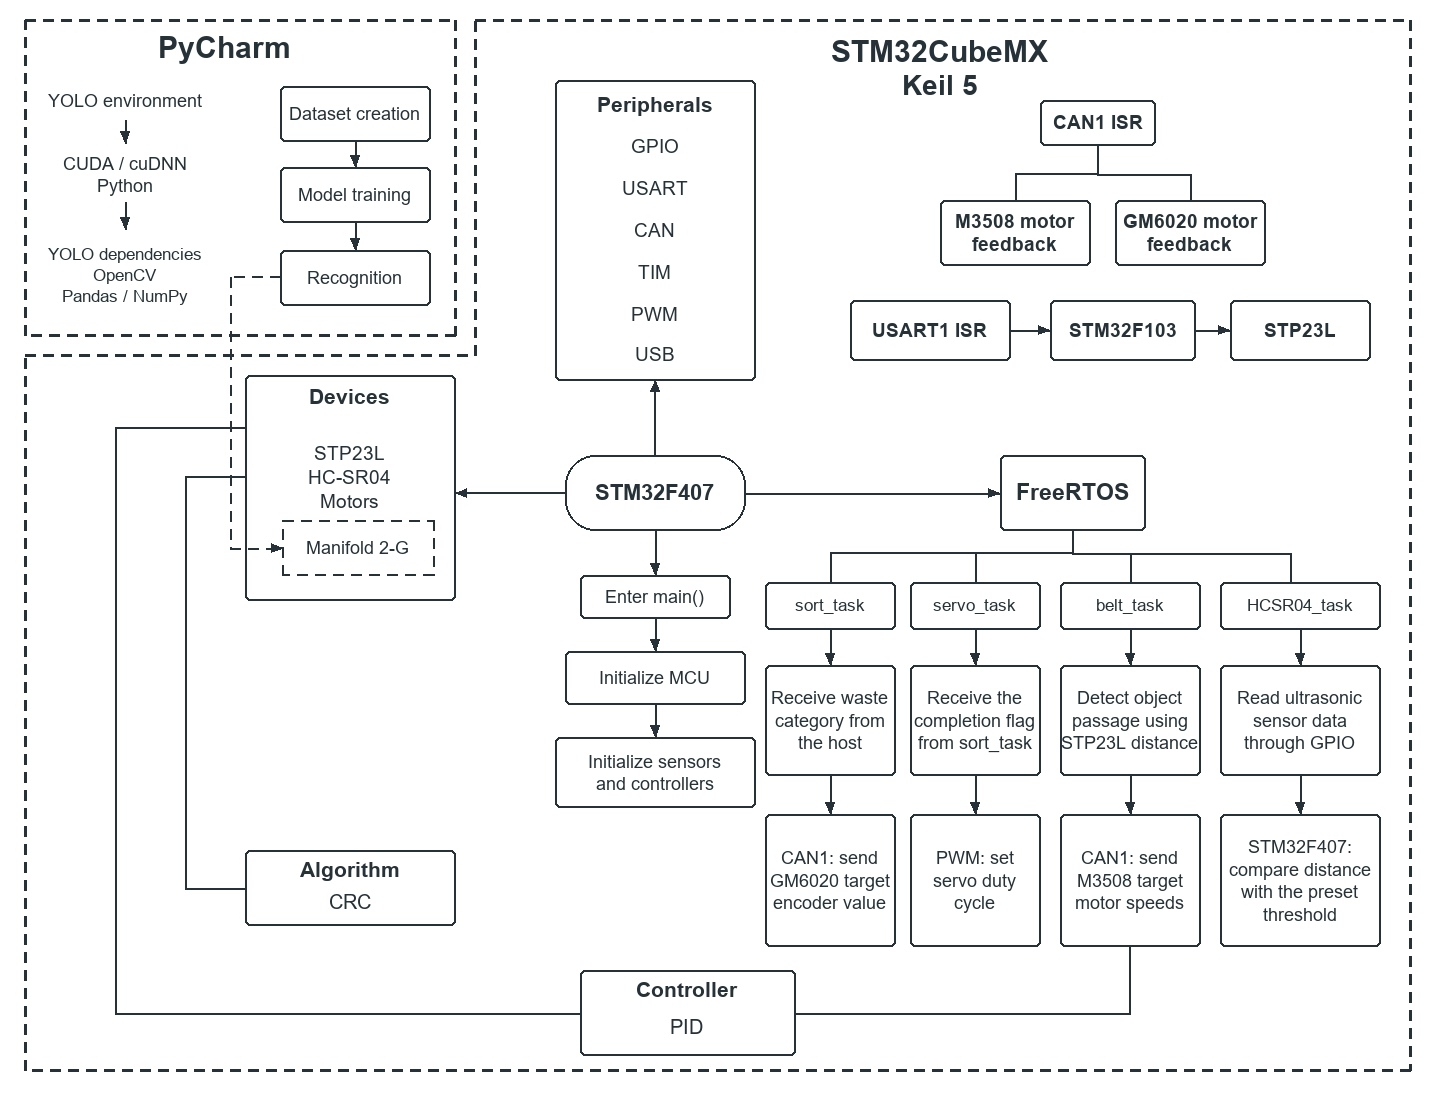 PyCharm
YOLO environment
CUDA / cuDNN
Python
YOLO dependencies
OpenCV
Pandas / NumPy
Dataset creation
Model training
Recognition
STM32CubeMX
Keil 5
Peripherals
GPIO
USART
CAN
TIM
PWM
USB
CAN1 ISR
M3508 motor
feedback
GM6020 motor
feedback
USART1 ISR
STM32F103
STP23L
Devices
STP23L
HC-SR04
Motors
Manifold 2-G
STM32F407
FreeRTOS
Enter main()
Initialize MCU
Initialize sensors
and controllers
sort_task
Receive waste
category from
the host
CAN1: send
GM6020 target
encoder value
servo_task
Receive the
completion flag
from sort_task
PWM: set
servo duty
cycle
belt_task
Detect object
passage using
STP23L distance
CAN1: send
M3508 target
motor speeds
HCSR04_task
Read ultrasonic
sensor data
through GPIO
STM32F407:
compare distance
with the preset
threshold
Algorithm
CRC
Controller
PID